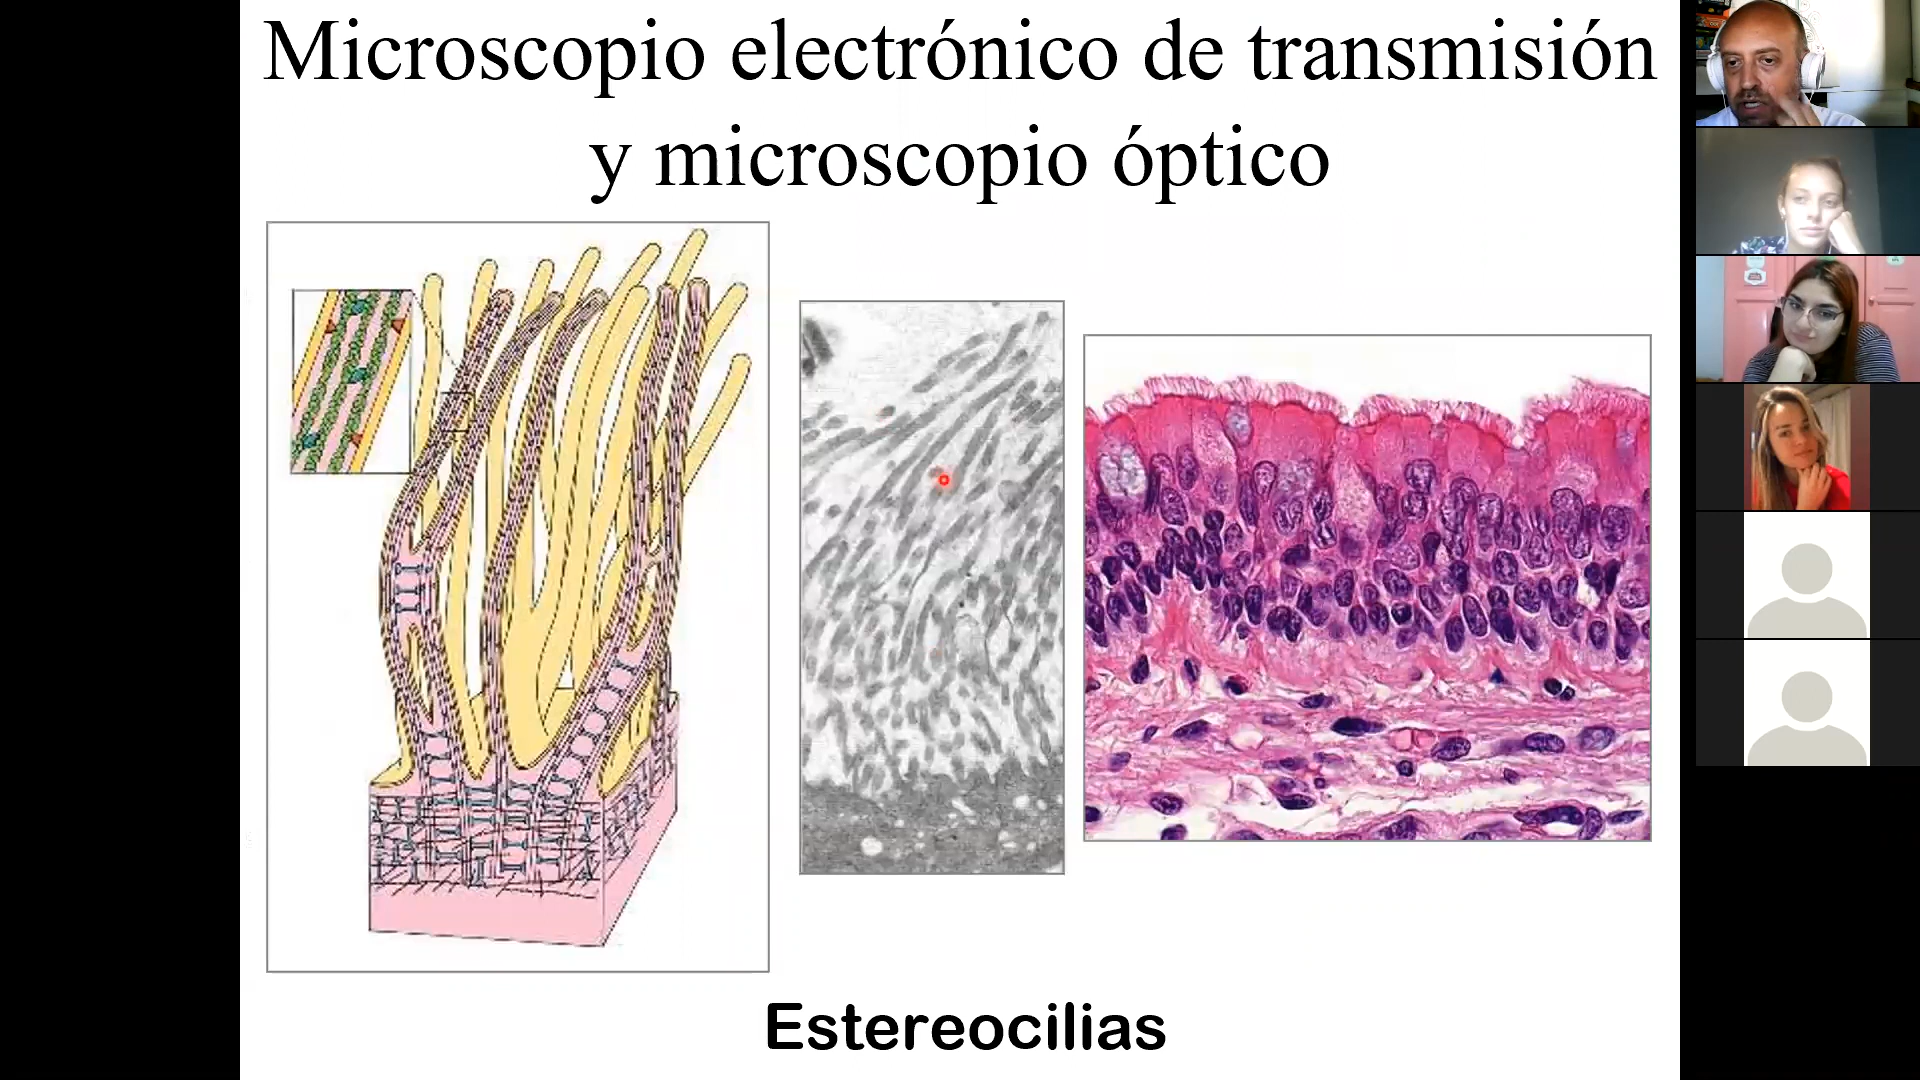 Microscopio electrónico de transmisión
y microscopio óptico
Estereocilias